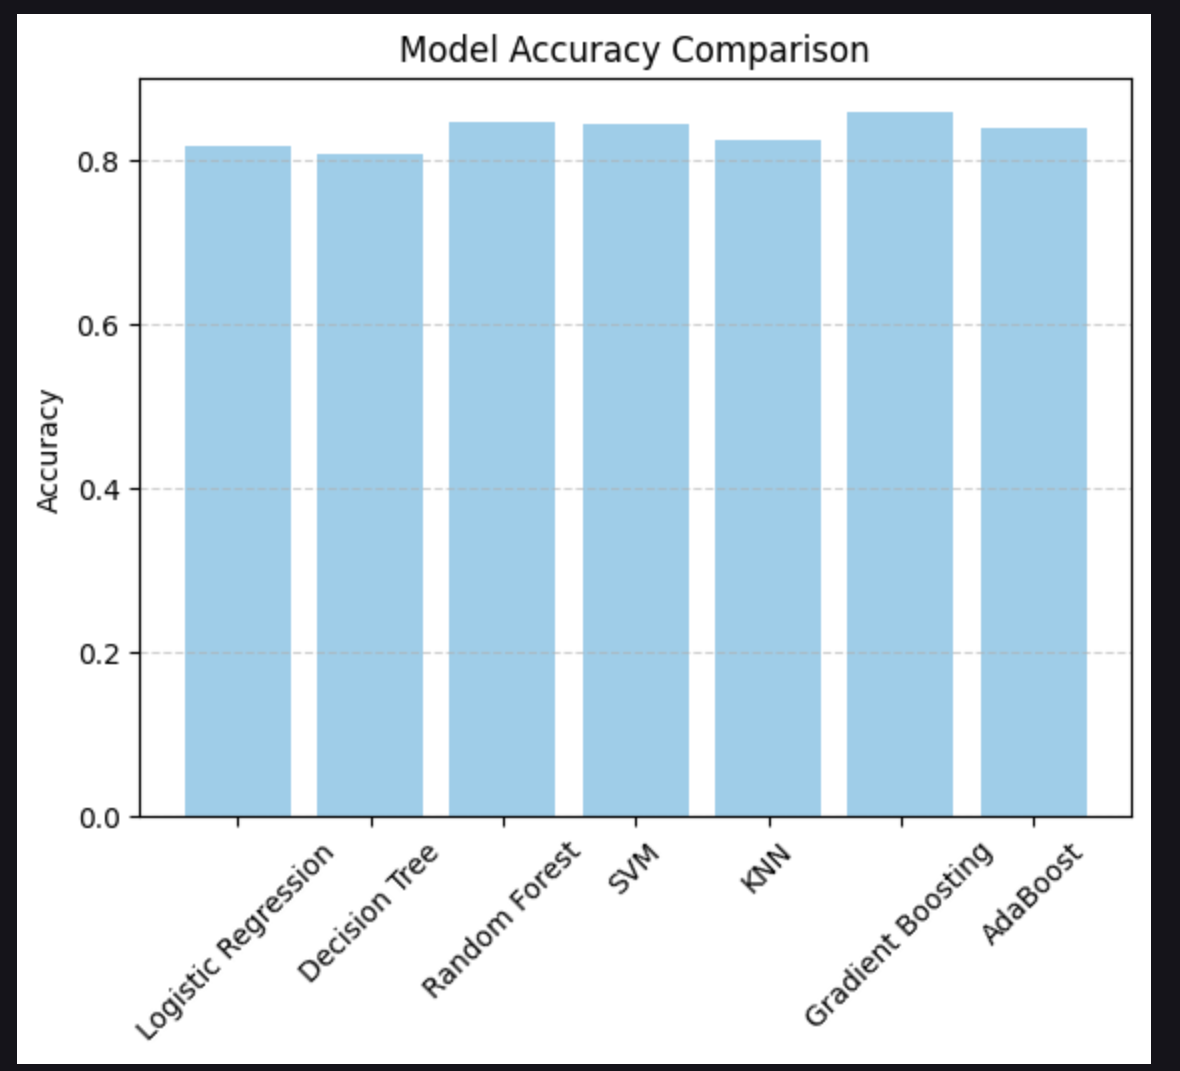 Model Accuracy Comparison
Accuracy
0.8
0.6
0.4
0.2
0.0
Logistic Regression
Decision Tree
Random Forest
SVM
KNN
Gradient Boosting
AdaBoost